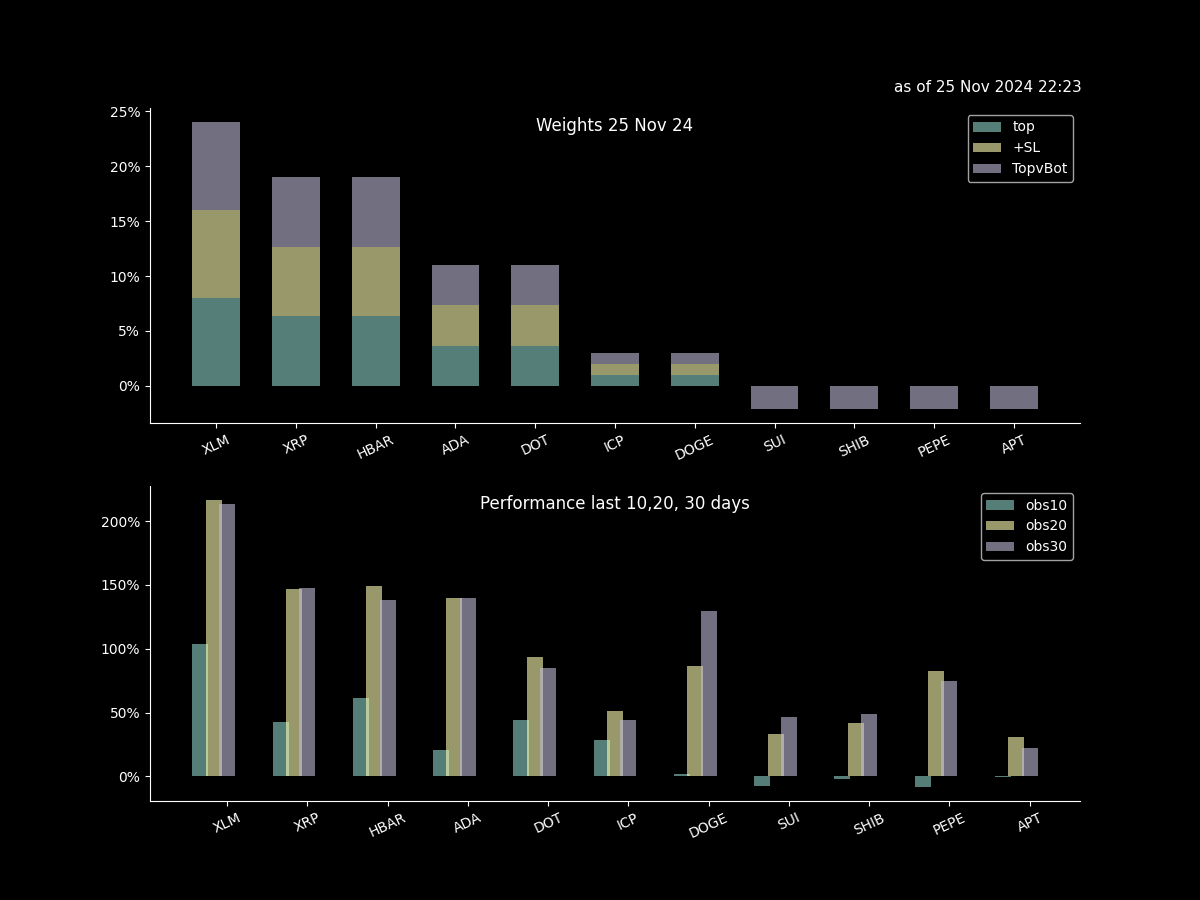 as of 25 Nov 2024 22:23
Weights 25 Nov 24
top
+SL
TopvBot
25%
20%
15%
10%
5%
0%
XLM XRP HBAR ADA DOT ICP DOGE SUI SHIB PEPE APT
Performance last 10,20, 30 days
obs10
obs20
obs30
200%
150%
100%
50%
0%
XLM XRP HBAR ADA DOT ICP DOGE SUI SHIB PEPE APT